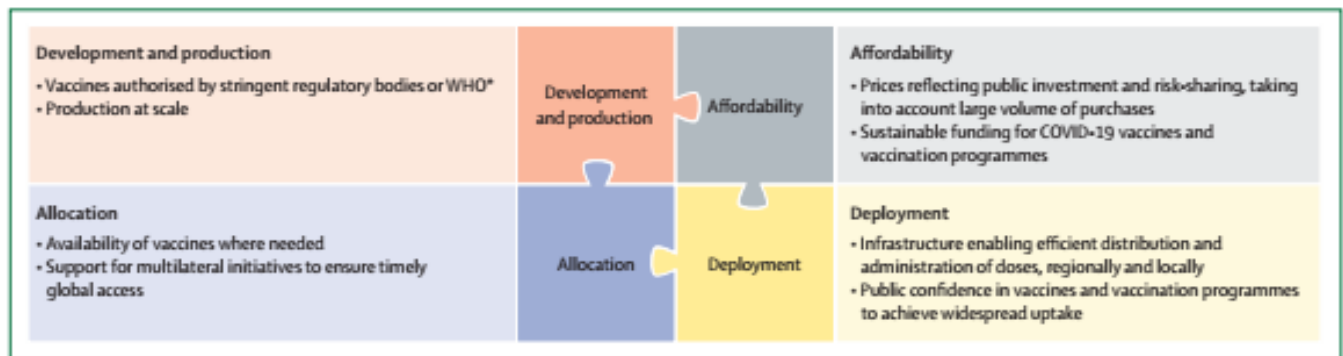 Development and production
• Vaccines authorised by stringent regulatory bodies or WHO*
• Production at scale
Development
and production
Affordability
Affordability
• Prices reflecting public investment and risk-sharing, taking
into account large volume of purchases
• Sustainable funding for COVID-19 vaccines and
vaccination programmes
Allocation
• Availability of vaccines where needed
• Support for multilateral initiatives to ensure timely
global access
Allocation
Deployment
Deployment
• Infrastructure enabling efficient distribution and
administration of doses, regionally and locally
• Public confidence in vaccines and vaccination programmes
to achieve widespread uptake